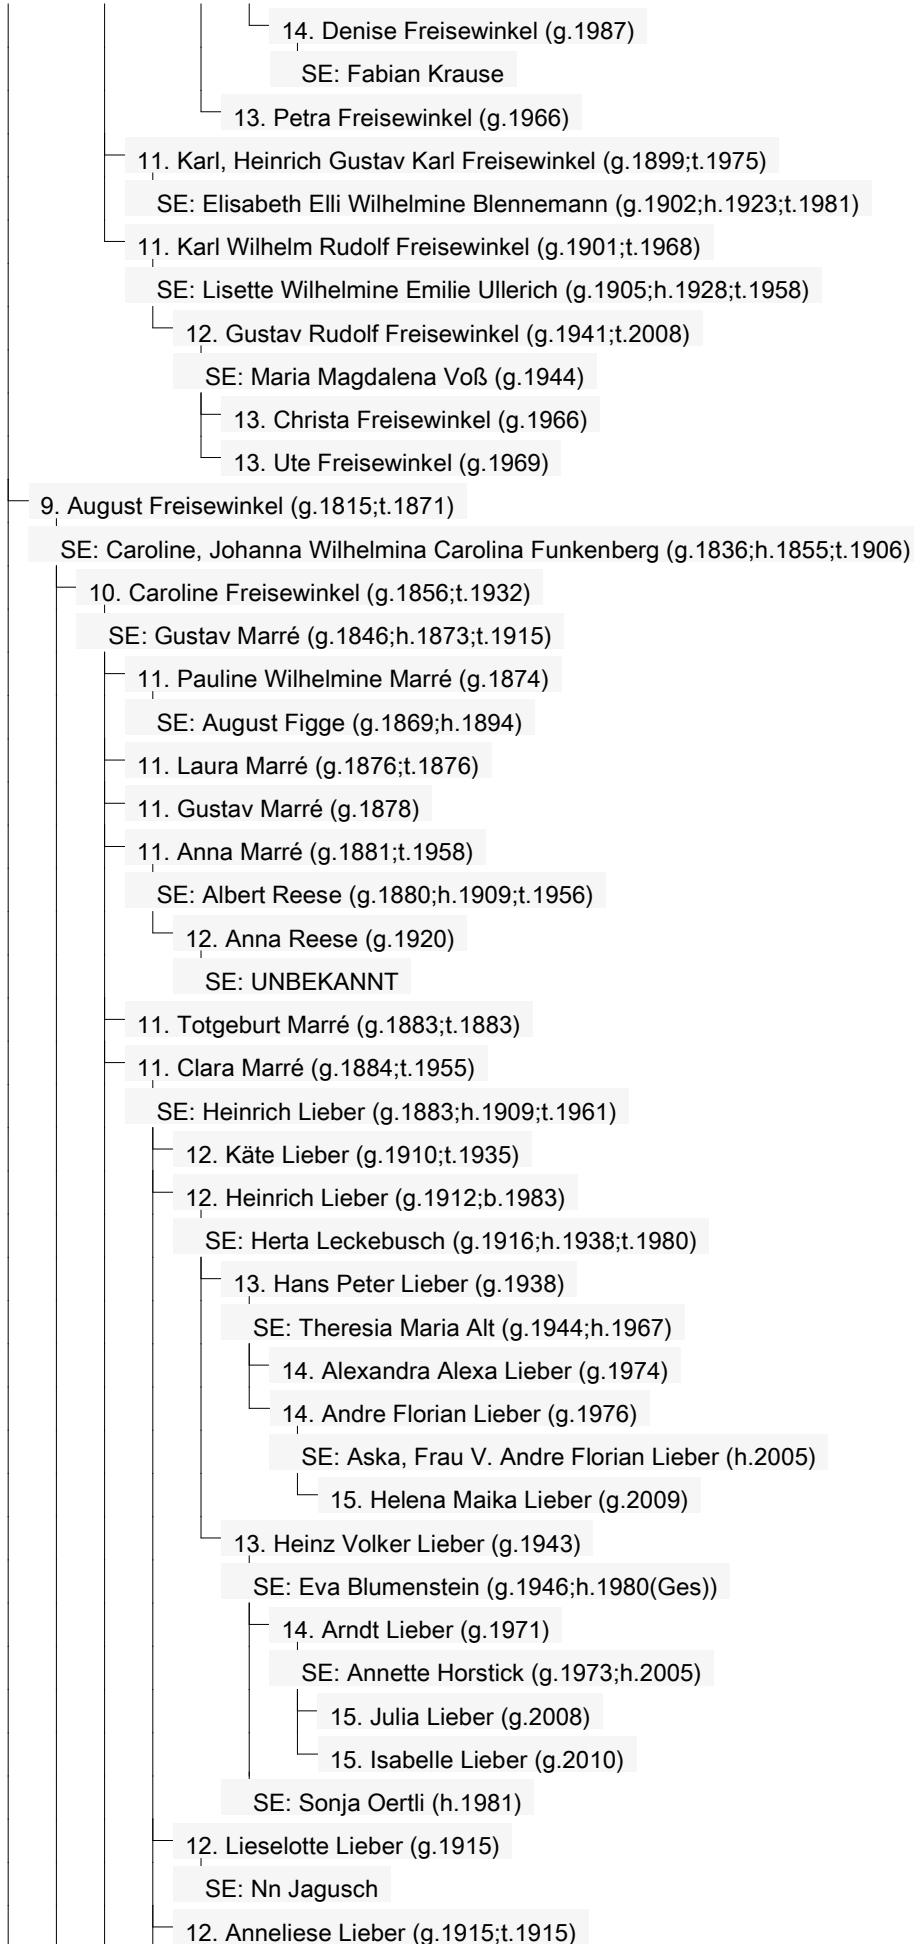 14. Denise Freisewinkel (g.1987)
SE: Fabian Krause
13. Petra Freisewinkel (g.1966)
11. Karl, Heinrich Gustav Karl Freisewinkel (g.1899;t.1975)
SE: Elisabeth Elli Wilhelmine Blennemann (g.1902;h.1923;t.1981)
11. Karl Wilhelm Rudolf Freisewinkel (g.1901;t.1968)
SE: Lisette Wilhelmine Emilie Ullerich (g.1905;h.1928;t.1958)
12. Gustav Rudolf Freisewinkel (g.1941;t.2008)
SE: Maria Magdalena Voß (g.1944)
13. Christa Freisewinkel (g.1966)
13. Ute Freisewinkel (g.1969)
9. August Freisewinkel (g.1815;t.1871)
SE: Caroline, Johanna Wilhelmina Carolina Funkenberg (g.1836;h.1855;t.1906)
10. Caroline Freisewinkel (g.1856;t.1932)
SE: Gustav Marré (g.1846;h.1873;t.1915)
11. Pauline Wilhelmine Marré (g.1874)
SE: August Figge (g.1869;h.1894)
11. Laura Marré (g.1876;t.1876)
11. Gustav Marré (g.1878)
11. Anna Marré (g.1881;t.1958)
SE: Albert Reese (g.1880;h.1909;t.1956)
12. Anna Reese (g.1920)
SE: UNBEKANNT
11. Totgeburt Marré (g.1883;t.1883)
11. Clara Marré (g.1884;t.1955)
SE: Heinrich Lieber (g.1883;h.1909;t.1961)
12. Käte Lieber (g.1910;t.1935)
12. Heinrich Lieber (g.1912;b.1983)
SE: Herta Leckebusch (g.1916;h.1938;t.1980)
13. Hans Peter Lieber (g.1938)
SE: Theresia Maria Alt (g.1944;h.1967)
14. Alexandra Alexa Lieber (g.1974)
14. Andre Florian Lieber (g.1976)
SE: Aska, Frau V. Andre Florian Lieber (h.2005)
15. Helena Maika Lieber (g.2009)
13. Heinz Volker Lieber (g.1943)
SE: Eva Blumenstein (g.1946;h.1980(Ges))
14. Arndt Lieber (g.1971)
SE: Annette Horstick (g.1973;h.2005)
15. Julia Lieber (g.2008)
15. Isabelle Lieber (g.2010)
SE: Sonja Oertli (h.1981)
12. Lieselotte Lieber (g.1915)
SE: Nn Jagusch
12. Anneliese Lieber (g.1915;t.1915)